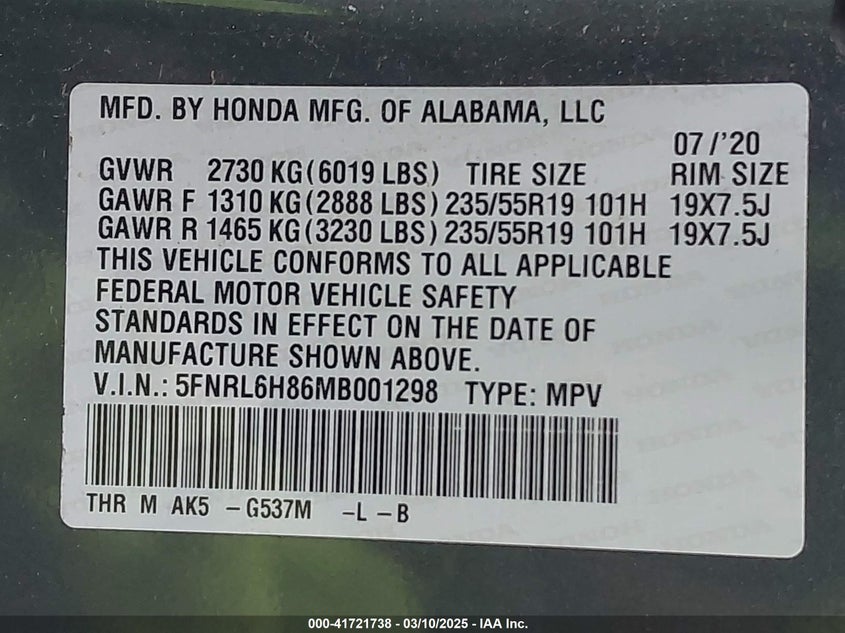 MFD. BY HONDA MFG. OF ALABAMA, LLC
07/'20
GVWR 2730 KG(6019 LBS) TIRE SIZE RIM SIZE
GAWR F 1310 KG(2888 LBS) 235/55R19 101H 19X7.5J
GAWR R 1465 KG(3230 LBS) 235/55R19 101H 19X7.5J
THIS VEHICLE CONFORMS TO ALL APPLICABLE
FEDERAL MOTOR VEHICLE SAFETY
STANDARDS IN EFFECT ON THE DATE OF
MANUFACTURE SHOWN ABOVE.
V.I.N.: 5FNRL6H86MB001298 TYPE: MPV
THR M AK5 -G537M -L -B
000-41721738 - 03/10/2025 - IAA Inc.